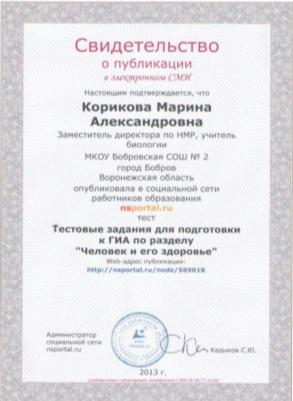 Свидетельство
о публикации
в электронном СМИ
Настоящим подтверждается, что
Корикова Марина
Александровна
Заместитель директора по НМР, учитель
биологии
МКОУ Бобровская СОШ № 2
город Бобров
Воронежская область
опубликовала в социальной сети
работников образования
nsportal.ru
тест
Тестовые задания для подготовки
к ГИА по разделу
"Человек и его здоровье"
Web-адрес публикации:
http://nsportal.ru/node/569018
Администратор
социальной сети
nsportal.ru
Кадыков С.Ю.
2013 г.